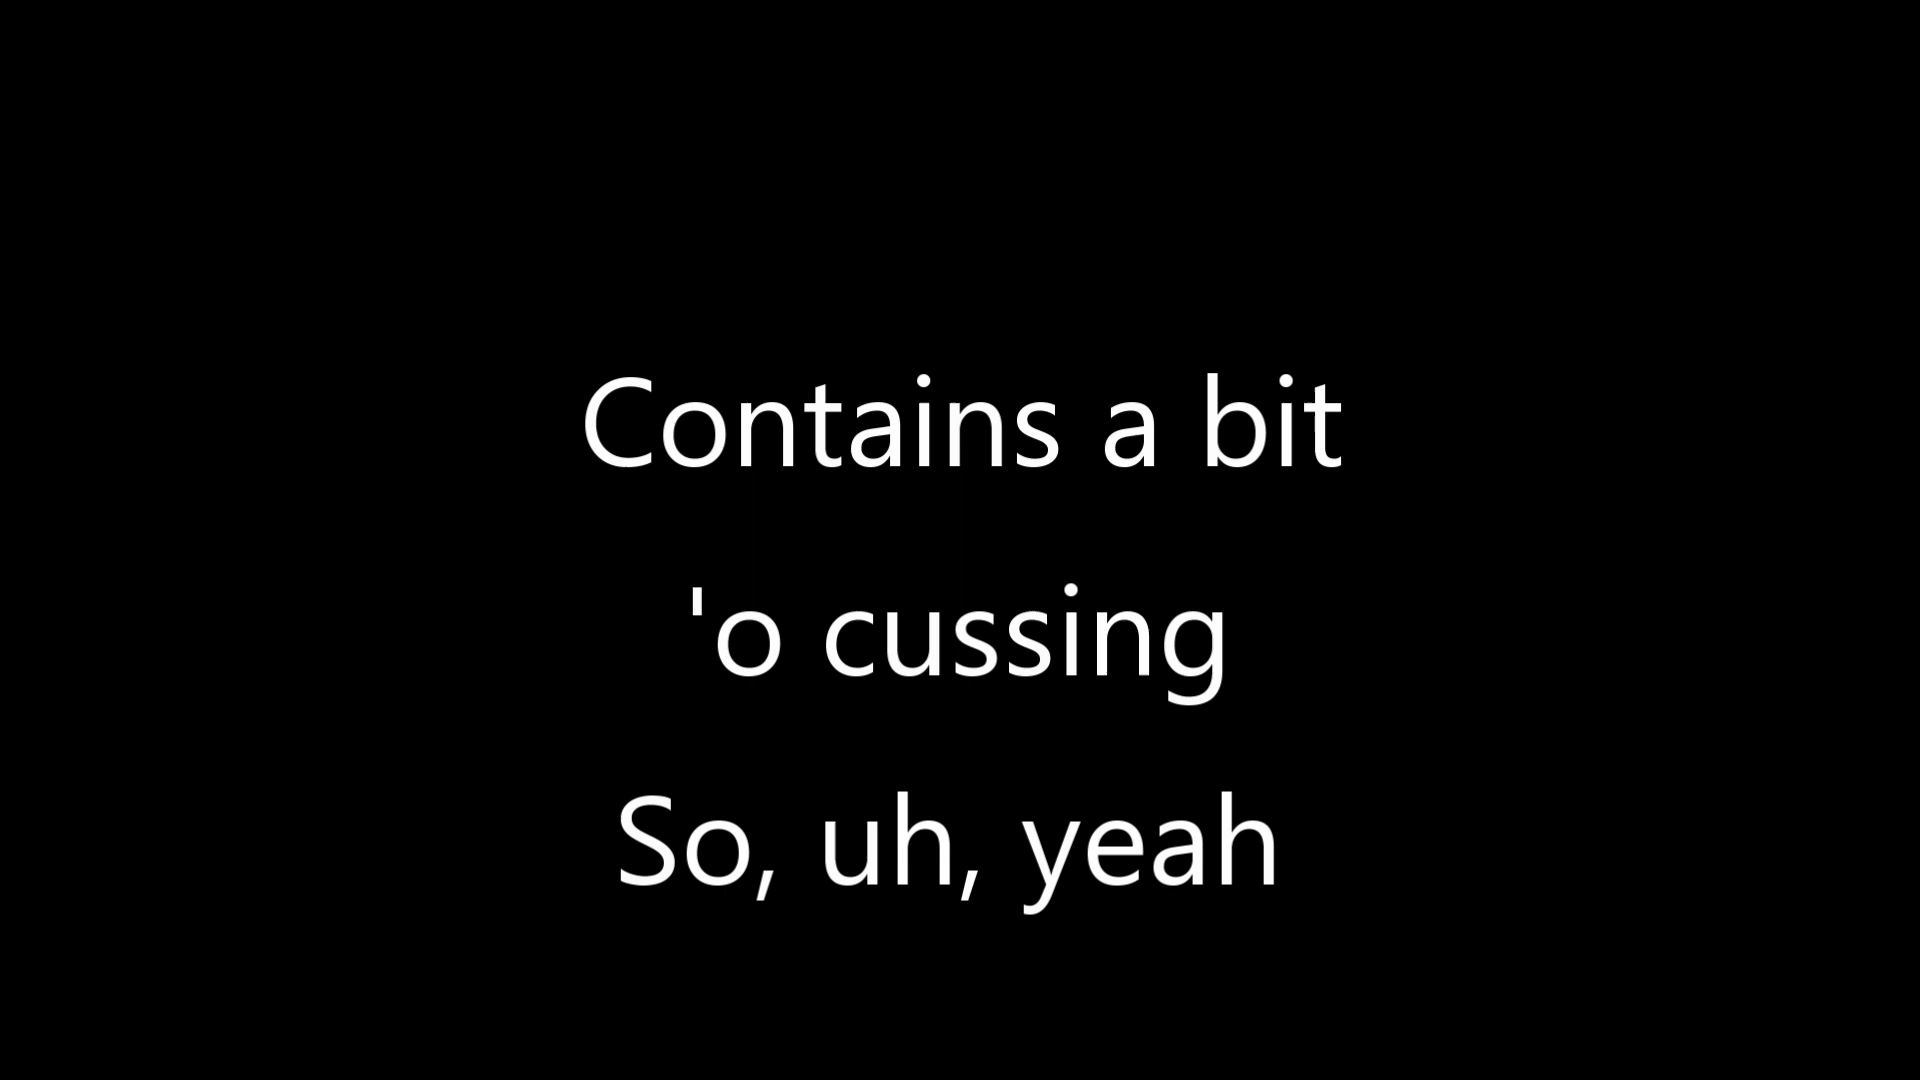 Contains a bit
'o cussing
So, uh, yeah